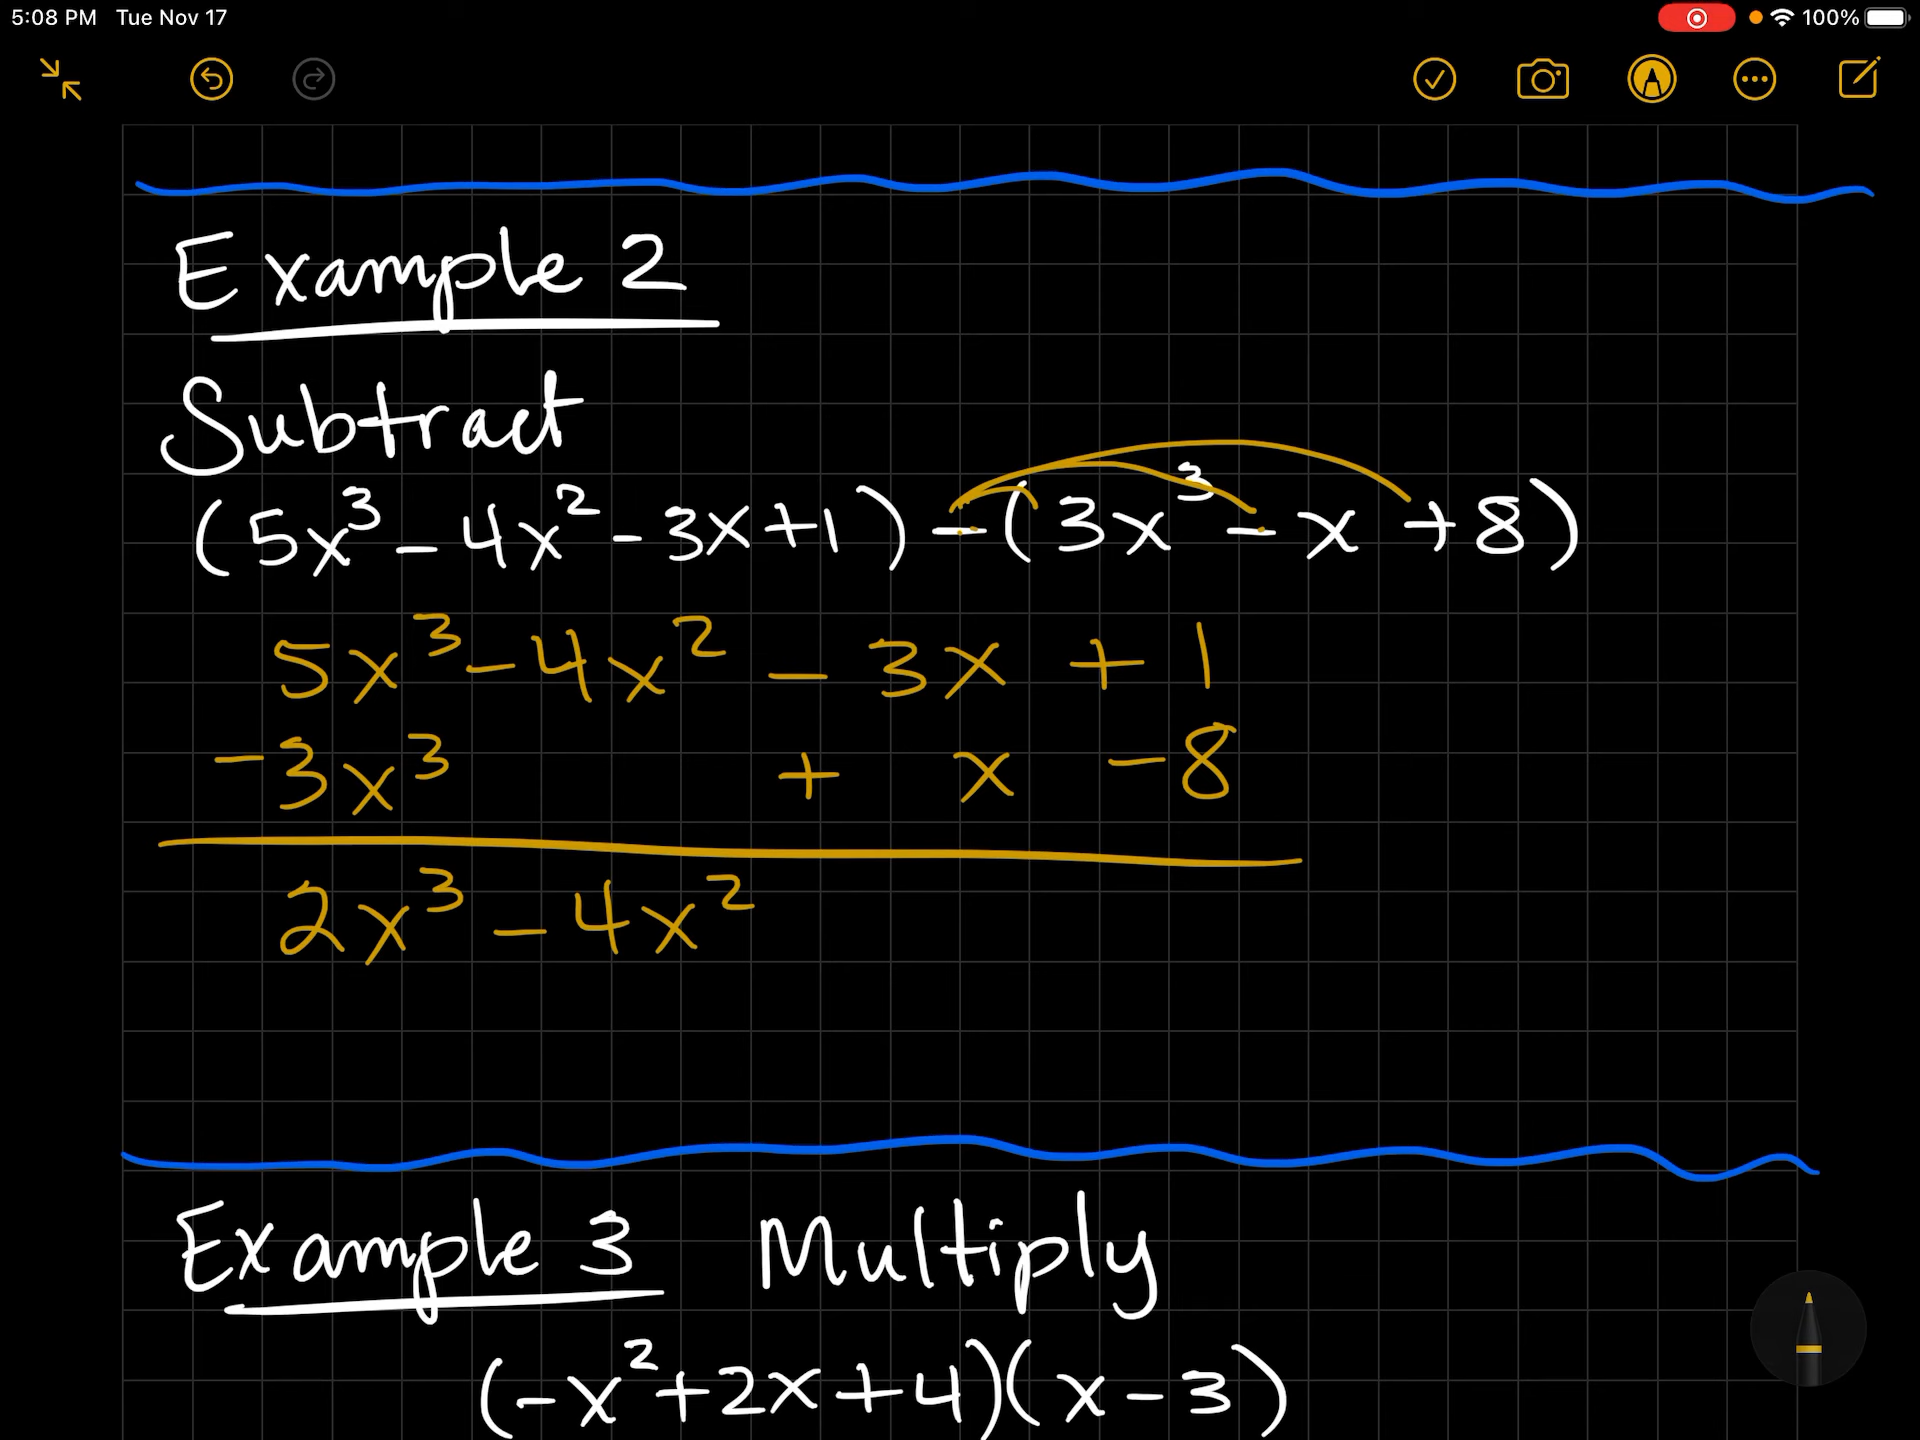 5:08 PM Tue Nov 17 100%
Example 2
Subtract
(5x³ - 4x² - 3x + 1) - (3x³ - x + 8)
5x³ - 4x² - 3x + 1
-3x³ + x - 8
2x³ - 4x²
Example 3 Multiply
(-x² + 2x + 4)(x - 3)